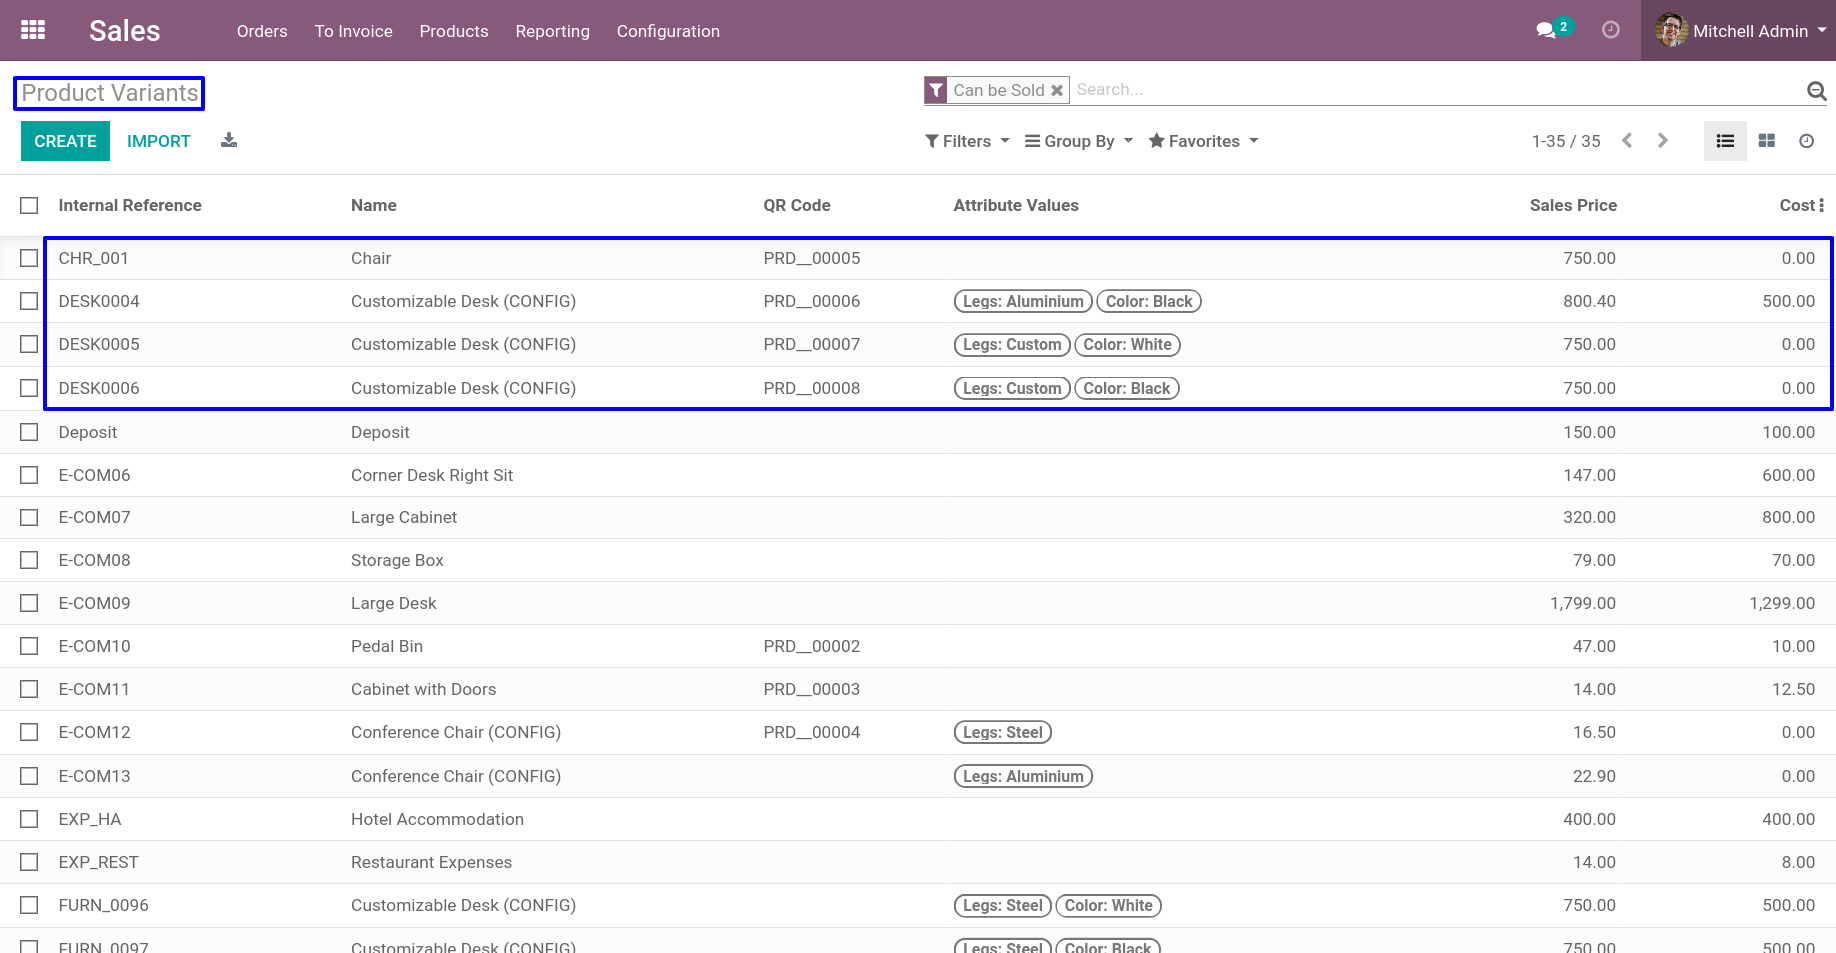 Sales Orders To Invoice Products Reporting Configuration 2 Mitchell Admin
Product Variants Can be Sold Search...
CREATE IMPORT Filters Group By Favorites 1-35 / 35
Internal Reference Name QR Code Attribute Values Sales Price Cost
CHR_001 Chair PRD__00005 750.00 0.00
DESK0004 Customizable Desk (CONFIG) PRD__00006 Legs: Aluminium Color: Black 800.40 500.00
DESK0005 Customizable Desk (CONFIG) PRD__00007 Legs: Custom Color: White 750.00 0.00
DESK0006 Customizable Desk (CONFIG) PRD__00008 Legs: Custom Color: Black 750.00 0.00
Deposit Deposit 150.00 100.00
E-COM06 Corner Desk Right Sit 147.00 600.00
E-COM07 Large Cabinet 320.00 800.00
E-COM08 Storage Box 79.00 70.00
E-COM09 Large Desk 1,799.00 1,299.00
E-COM10 Pedal Bin PRD__00002 47.00 10.00
E-COM11 Cabinet with Doors PRD__00003 14.00 12.50
E-COM12 Conference Chair (CONFIG) PRD__00004 Legs: Steel 16.50 0.00
E-COM13 Conference Chair (CONFIG) Legs: Aluminium 22.90 0.00
EXP_HA Hotel Accommodation 400.00 400.00
EXP_REST Restaurant Expenses 14.00 8.00
FURN_0096 Customizable Desk (CONFIG) Legs: Steel Color: White 750.00 500.00
FURN_0097 Customizable Desk (CONFIG) Legs: Steel Color: Black 750.00 500.00